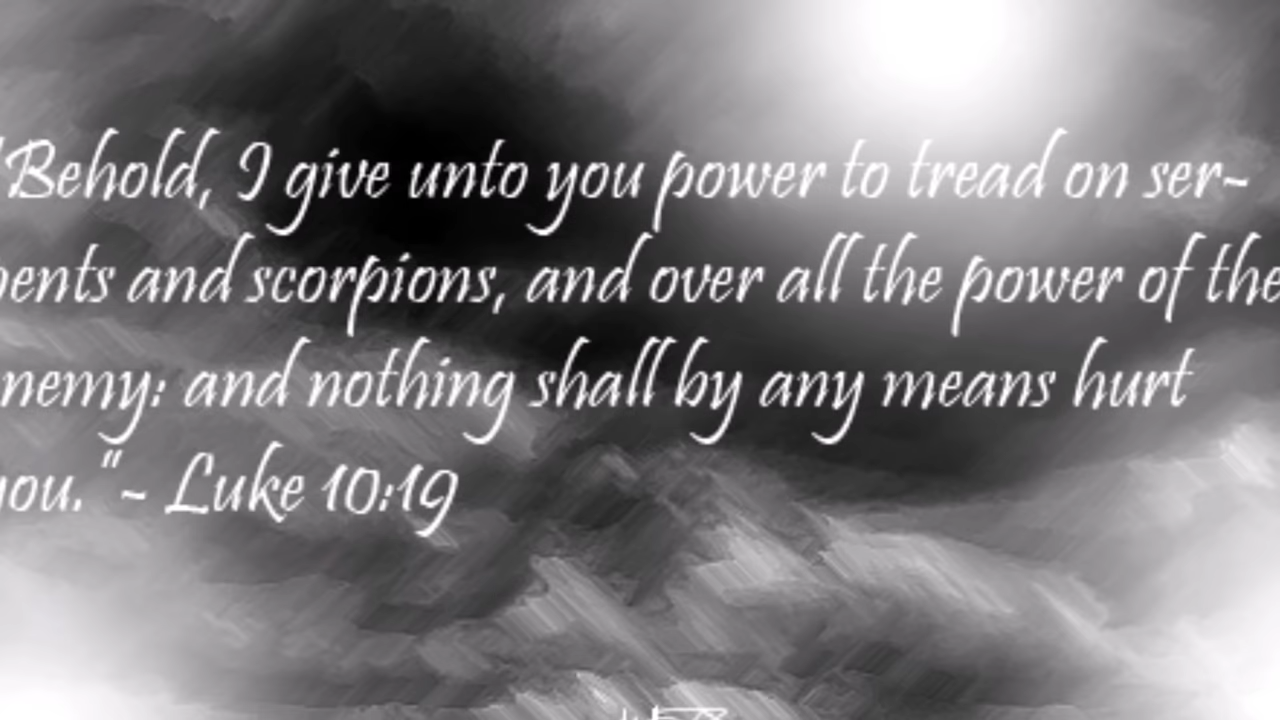 "Behold, I give unto you power to tread on ser~
pents and scorpions, and over all the power of the
nemy: and nothing shall by any means hurt
you."~ Luke 10:19